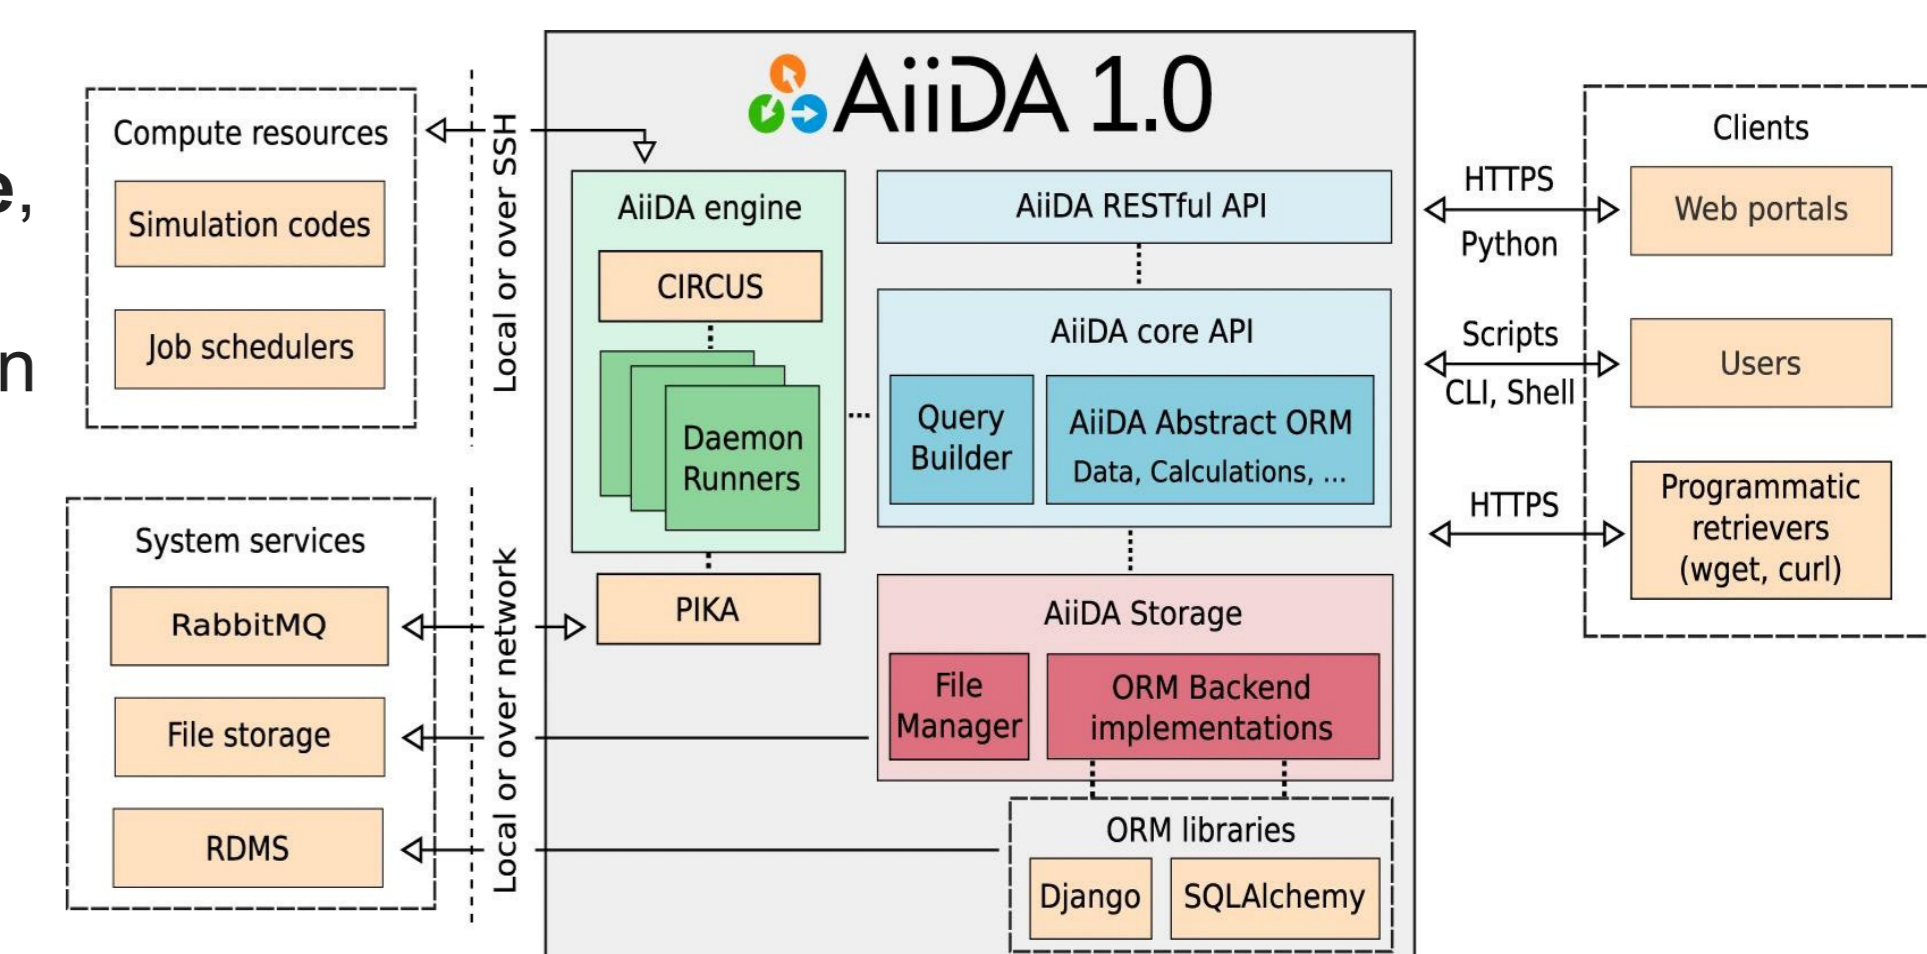 e,
n
AiiDA 1.0
Compute resources
Simulation codes
Job schedulers
Local or over SSH
System services
RabbitMQ
File storage
RDMS
Local or over network
AiiDA engine
CIRCUS
Daemon
Runners
PIKA
AiiDA RESTful API
AiiDA core API
Query
Builder
AiiDA Abstract ORM
Data, Calculations, ...
AiiDA Storage
File
Manager
ORM Backend
implementations
ORM libraries
Django
SQLAlchemy
HTTPS
Python
Scripts
CLI, Shell
HTTPS
Clients
Web portals
Users
Programmatic
retrievers
(wget, curl)